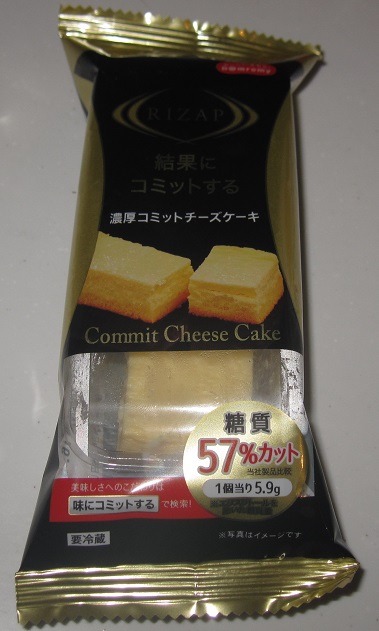 RIZAP
結果に
コミットする
濃厚コミットチーズケーキ
Commit Cheese Cake
糖質
57%カット
当社製品比較
1個当り5.9g
美味しさへのこだわりは
味にコミットする で検索!
要冷蔵
※写真はイメージです